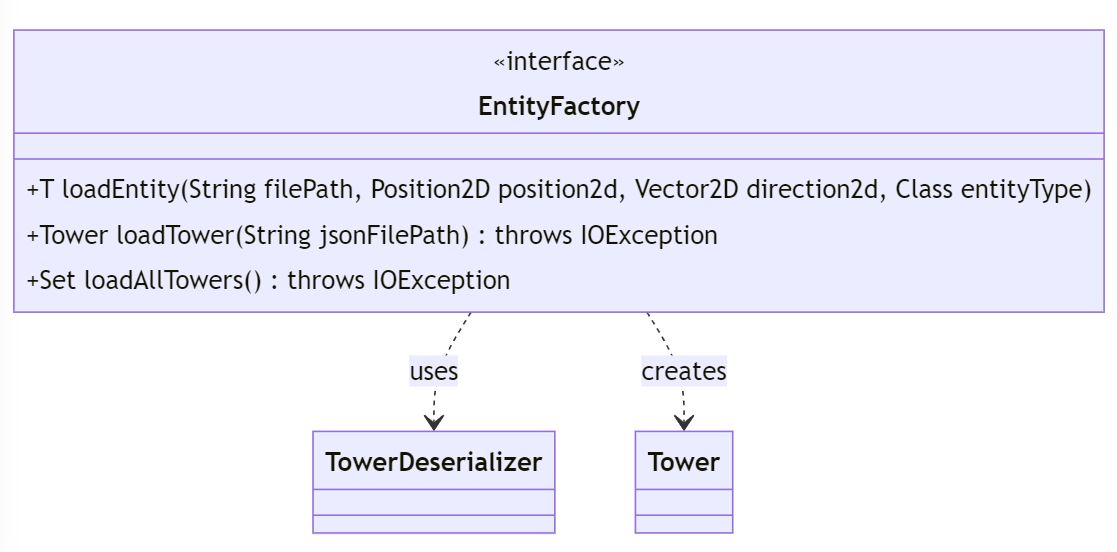 «interface»
EntityFactory
+T loadEntity(String filePath, Position2D position2d, Vector2D direction2d, Class entityType)
+Tower loadTower(String jsonFilePath) : throws IOException
+Set loadAllTowers() : throws IOException
uses
creates
TowerDeserializer
Tower